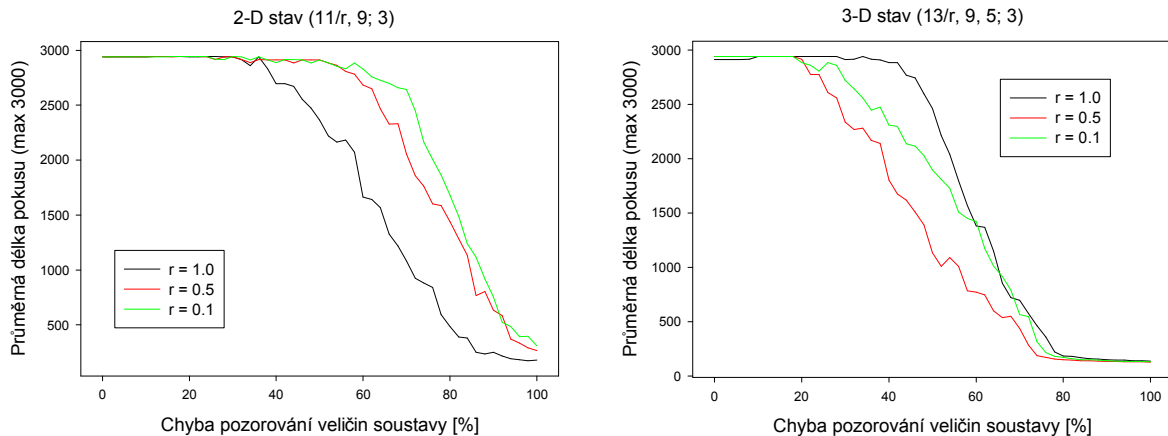 2-D stav (11/r, 9; 3)
Průměrná délka pokusu (max 3000)
3000
2500
2000
1500
1000
500
r = 1.0
r = 0.5
r = 0.1
0
20
40
60
80
100
Chyba pozorování veličin soustavy [%]
3-D stav (13/r, 9, 5; 3)
Průměrná délka pokusu (max 3000)
3000
2500
2000
1500
1000
500
0
r = 1.0
r = 0.5
r = 0.1
0
20
40
60
80
100
Chyba pozorování veličin soustavy [%]